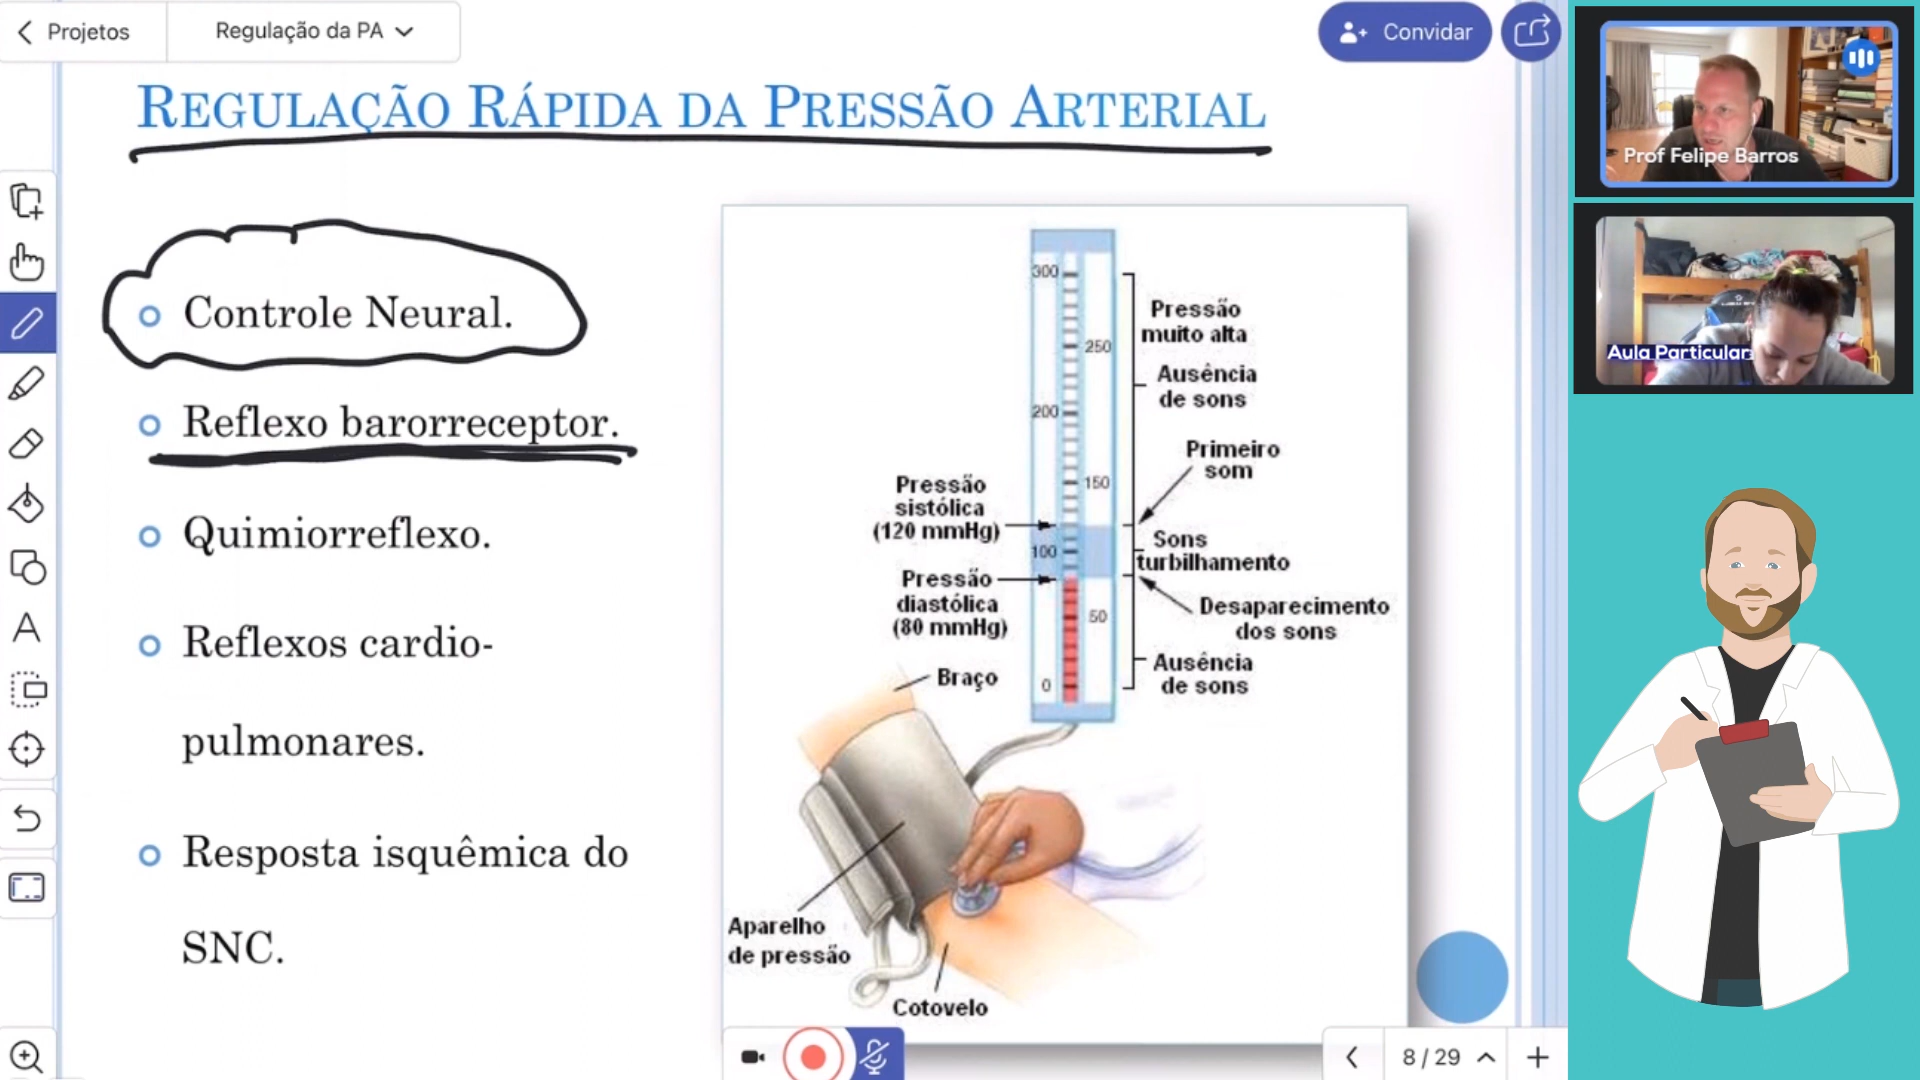 Projetos
Regulação da PA
Convidar
REGULAÇÃO RÁPIDA DA PRESSÃO ARTERIAL
Controle Neural.
Reflexo barorreceptor.
Quimiorreflexo.
Reflexos cardio-
pulmonares.
Resposta isquêmica do
SNC.
300
250
200
150
100
50
0
Pressão
muito alta
Ausência
de sons
Primeiro
som
Pressão
sistólica
(120 mmHg)
Sons
turbilhamento
Pressão
diastólica
(80 mmHg)
Desaparecimento
dos sons
Ausência
de sons
Braço
Aparelho
de pressão
Cotovelo
8 / 29
Prof Felipe Barros
Aula Particular